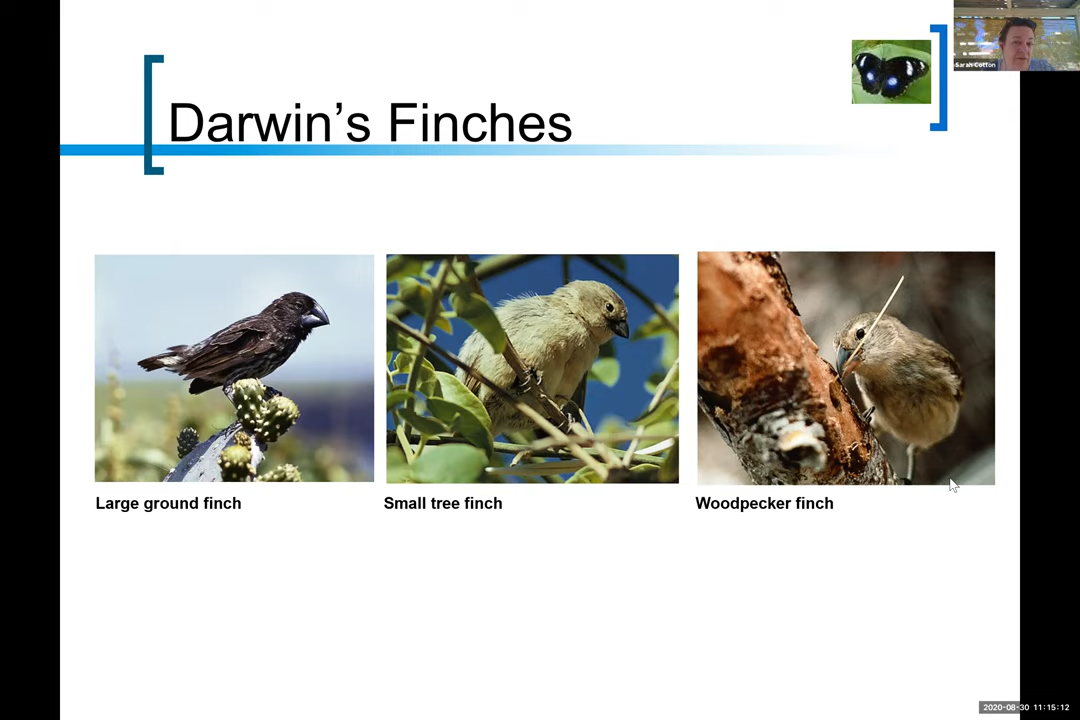 Darwin’s Finches
Sarah Cotton
Large ground finch
Small tree finch
Woodpecker finch
2020-08-30 11:15:12